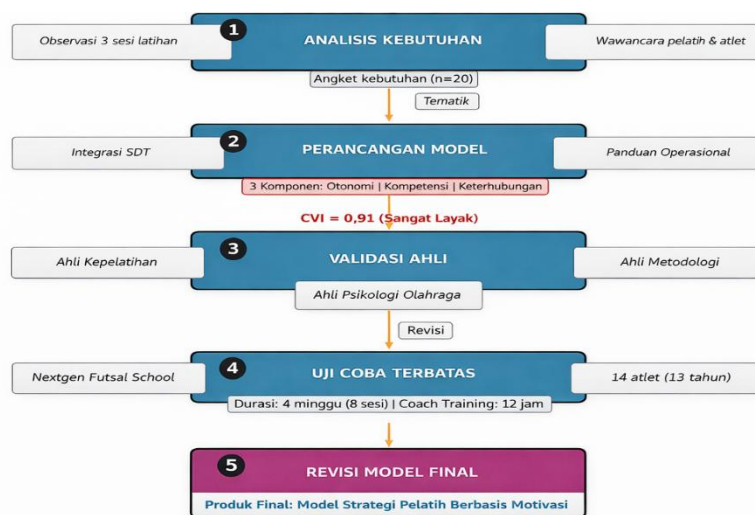 Observasi 3 sesi latihan
1
ANALISIS KEBUTUHAN
Wawancara pelatih & atlet
Angket kebutuhan (n=20)
Tematik
Integrasi SDT
2
PERANCANGAN MODEL
Panduan Operasional
3 Komponen: Otonomi | Kompetensi | Keterhubungan
CVI = 0,91 (Sangat Layak)
Ahli Kepelatihan
3
VALIDASI AHLI
Ahli Metodologi
Ahli Psikologi Olahraga
Revisi
Nextgen Futsal School
4
UJI COBA TERBATAS
14 atlet (13 tahun)
Durasi: 4 minggu (8 sesi) | Coach Training: 12 jam
5
REVISI MODEL FINAL
Produk Final: Model Strategi Pelatih Berbasis Motivasi